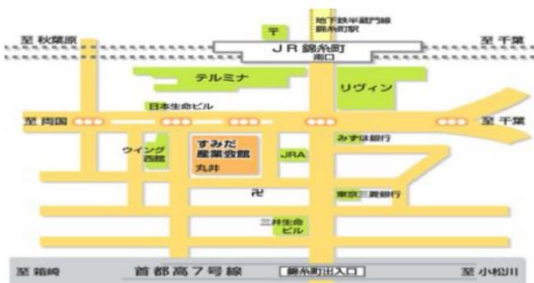 〒
地下鉄半蔵門線
錦糸町駅
至 秋葉原
JR 錦糸町
南口
至 千葉
テルミナ
リヴィン
日本生命ビル
至 両国
至 千葉
ウイング
西館
すみだ
産業会館
丸井
JRA
みずほ銀行
卍
東京三菱銀行
三井生命
ビル
至 箱崎
首都高7号線
錦糸町出入口
至 小松川